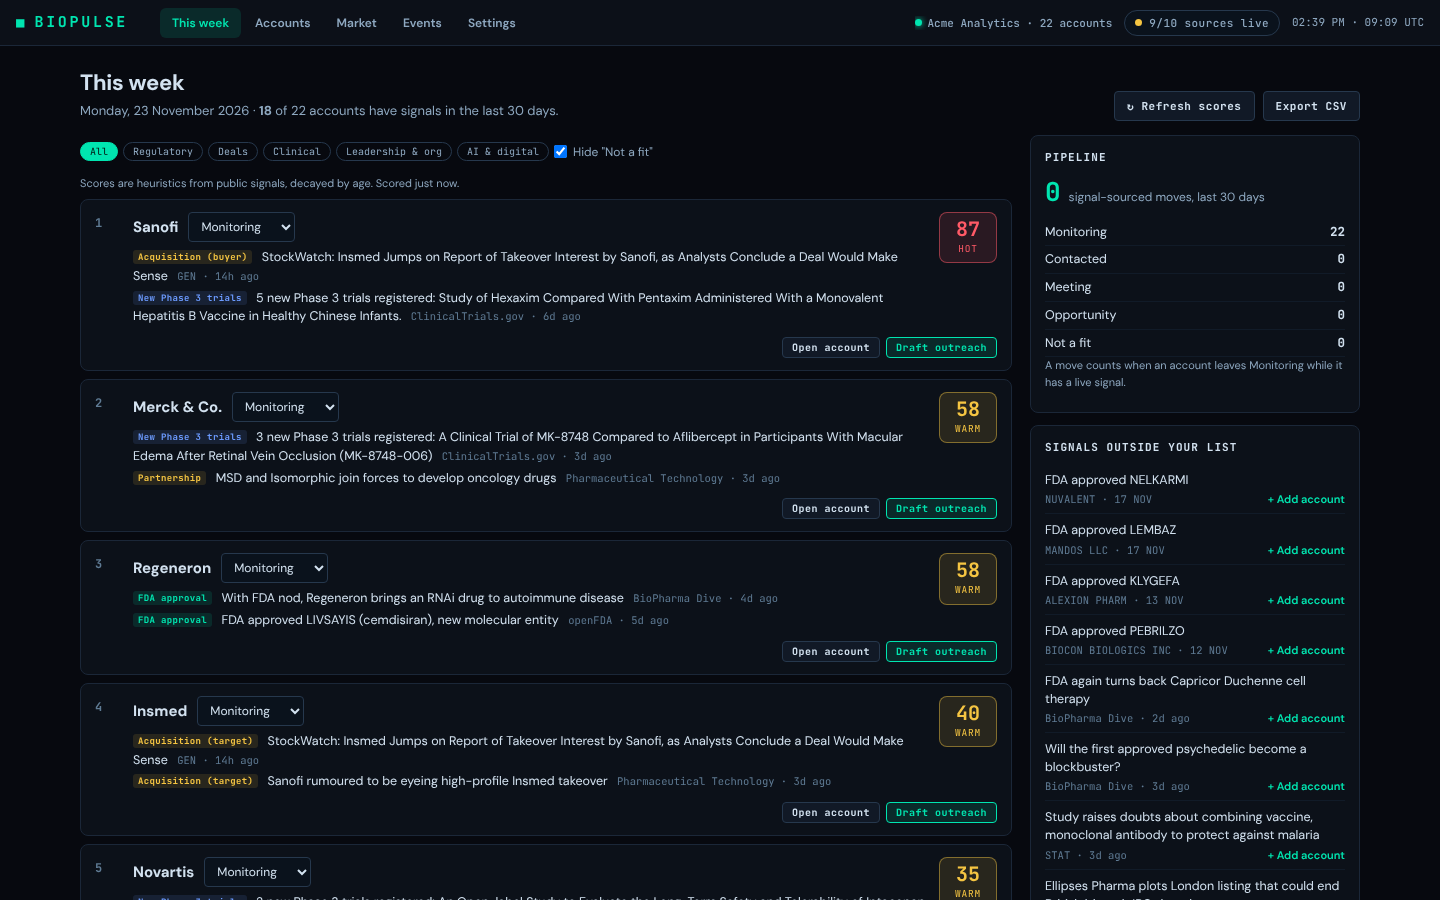 BIOPULSE
This week
Accounts
Market
Events
Settings
Acme Analytics · 22 accounts
9/10 sources live
02:39 PM · 09:09 UTC
This week
Monday, 23 November 2026 · 18 of 22 accounts have signals in the last 30 days.
↻ Refresh scores
Export CSV
All
Regulatory
Deals
Clinical
Leadership & org
AI & digital
Hide "Not a fit"
Scores are heuristics from public signals, decayed by age. Scored just now.
1
Sanofi
Monitoring
87
HOT
Acquisition (buyer) StockWatch: Insmed Jumps on Report of Takeover Interest by Sanofi, as Analysts Conclude a Deal Would Make
Sense GEN · 14h ago
New Phase 3 trials 5 new Phase 3 trials registered: Study of Hexaxim Compared With Pentaxim Administered With a Monovalent
Hepatitis B Vaccine in Healthy Chinese Infants. ClinicalTrials.gov · 6d ago
Open account
Draft outreach
2
Merck & Co.
Monitoring
58
WARM
New Phase 3 trials 3 new Phase 3 trials registered: A Clinical Trial of MK-8748 Compared to Aflibercept in Participants With Macular
Edema After Retinal Vein Occlusion (MK-8748-006) ClinicalTrials.gov · 3d ago
Partnership MSD and Isomorphic join forces to develop oncology drugs Pharmaceutical Technology · 3d ago
Open account
Draft outreach
3
Regeneron
Monitoring
58
WARM
FDA approval With FDA nod, Regeneron brings an RNAi drug to autoimmune disease BioPharma Dive · 4d ago
FDA approval FDA approved LIVSAYIS (cemdisiran), new molecular entity openFDA · 5d ago
Open account
Draft outreach
4
Insmed
Monitoring
40
WARM
Acquisition (target) StockWatch: Insmed Jumps on Report of Takeover Interest by Sanofi, as Analysts Conclude a Deal Would Make
Sense GEN · 14h ago
Acquisition (target) Sanofi rumoured to be eyeing high-profile Insmed takeover Pharmaceutical Technology · 3d ago
Open account
Draft outreach
5
Novartis
Monitoring
35
WARM
PIPELINE
0 signal-sourced moves, last 30 days
Monitoring 22
Contacted 0
Meeting 0
Opportunity 0
Not a fit 0
A move counts when an account leaves Monitoring while it
has a live signal.
SIGNALS OUTSIDE YOUR LIST
FDA approved NELKARMI
NUVALENT · 17 NOV + Add account
FDA approved LEMBAZ
MANDOS LLC · 17 NOV + Add account
FDA approved KLYGEFA
ALEXION PHARM · 13 NOV + Add account
FDA approved PEBRILZO
BIOCON BIOLOGICS INC · 12 NOV + Add account
FDA again turns back Capricor Duchenne cell
therapy
BioPharma Dive · 2d ago + Add account
Will the first approved psychedelic become a
blockbuster?
BioPharma Dive · 3d ago + Add account
Study raises doubts about combining vaccine,
monoclonal antibody to protect against malaria
STAT · 3d ago + Add account
Ellipses Pharma plots London listing that could end